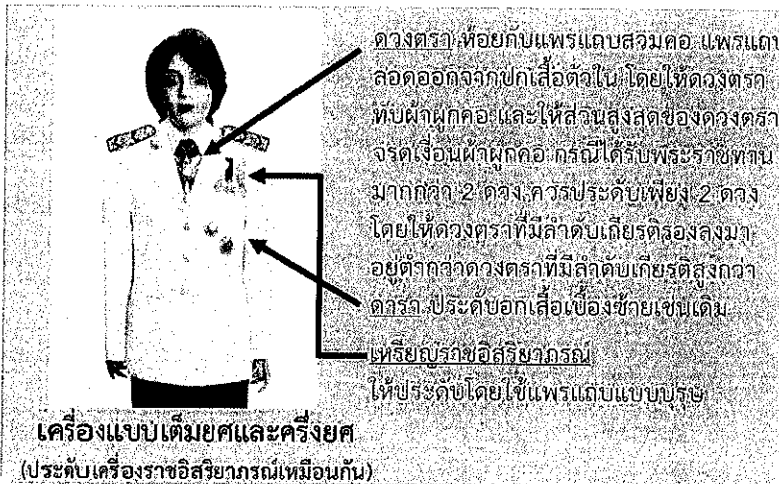 ดวงตรา ห้อยกับแพรแถบสวมคอ แพรแถบ
ลอดออกจากปกเสื้อตัวใน โดยให้ดวงตรา
ทับผ้าผูกคอ และให้ส่วนสูงสุดของดวงตรา
จรดเงื่อนผ้าผูกคอ กรณีได้รับพระราชทาน
มากกว่า 2 ดวง ควรประดับเพียง 2 ดวง
โดยให้ดวงตราที่มีลำดับเกียรติรองลงมา
อยู่ต่ำกว่าดวงตราที่มีลำดับเกียรติสูงกว่า
ดารา ประดับอกเสื้อเบื้องซ้ายเช่นเดิม
เหรียญราชอิสริยาภรณ์
ให้ประดับโดยใช้แพรแถบแบบบุรุษ
เครื่องแบบเต็มยศและครึ่งยศ
(ประดับเครื่องราชอิสริยาภรณ์เหมือนกัน)